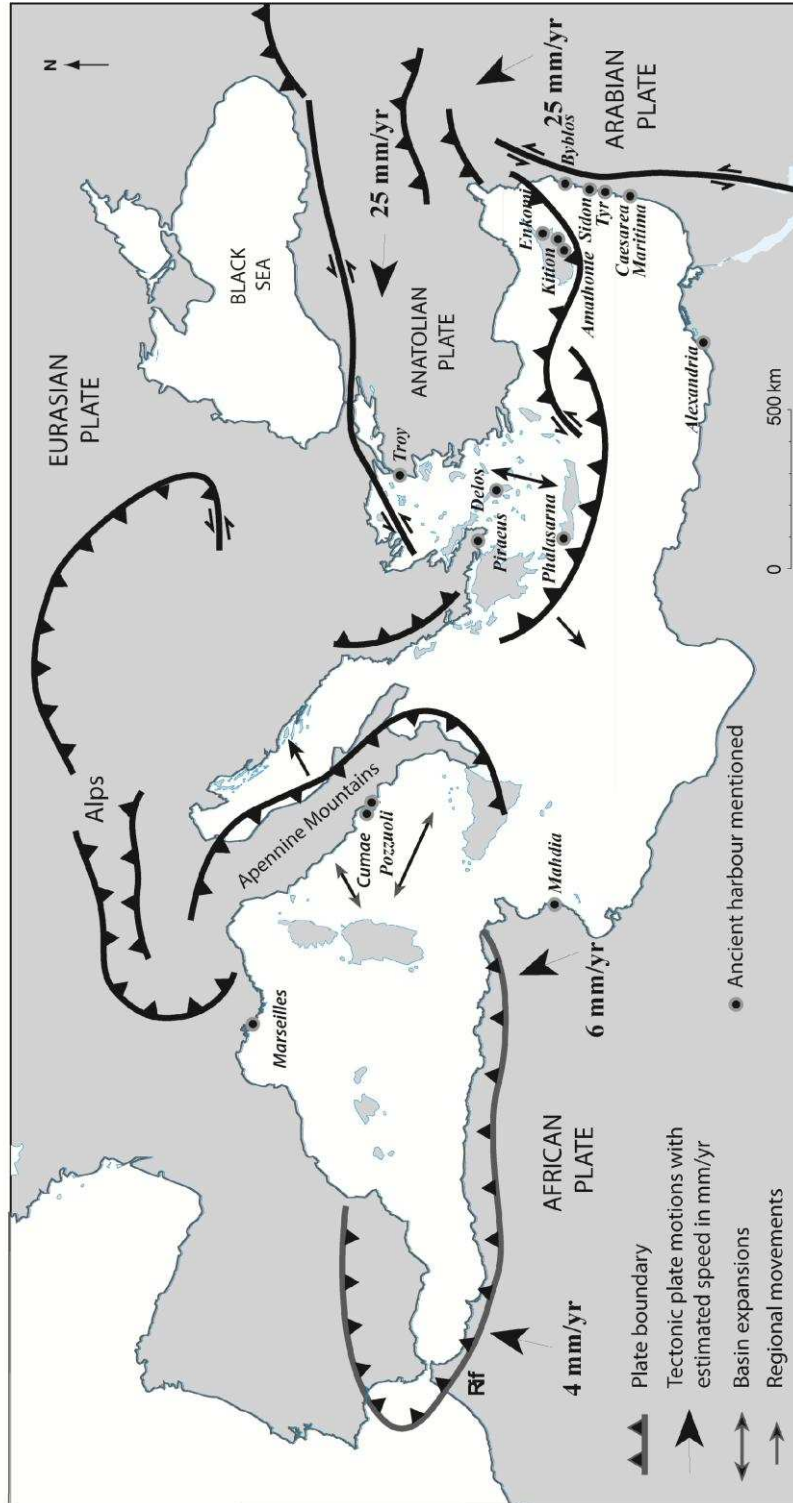 N
EURASIAN
PLATE
BLACK
SEA
Alps
25 mm/yr
ANATOLIAN
PLATE
Apennine Mountains
Marseilles
Cumae
Pozzuoli
Troy
Delos
Piraeus
Phalasarna
Enkomi
Kition
Amathonte
25 mm/yr
Byblos
Sidon
Tyr
Caesarea
Maritima
ARABIAN
PLATE
Alexandria
Mahdia
6 mm/yr
AFRICAN
PLATE
Rif
4 mm/yr
0
500 km
Plate boundary
Tectonic plate motions with
estimated speed in mm/yr
Basin expansions
Regional movements
Ancient harbour mentioned